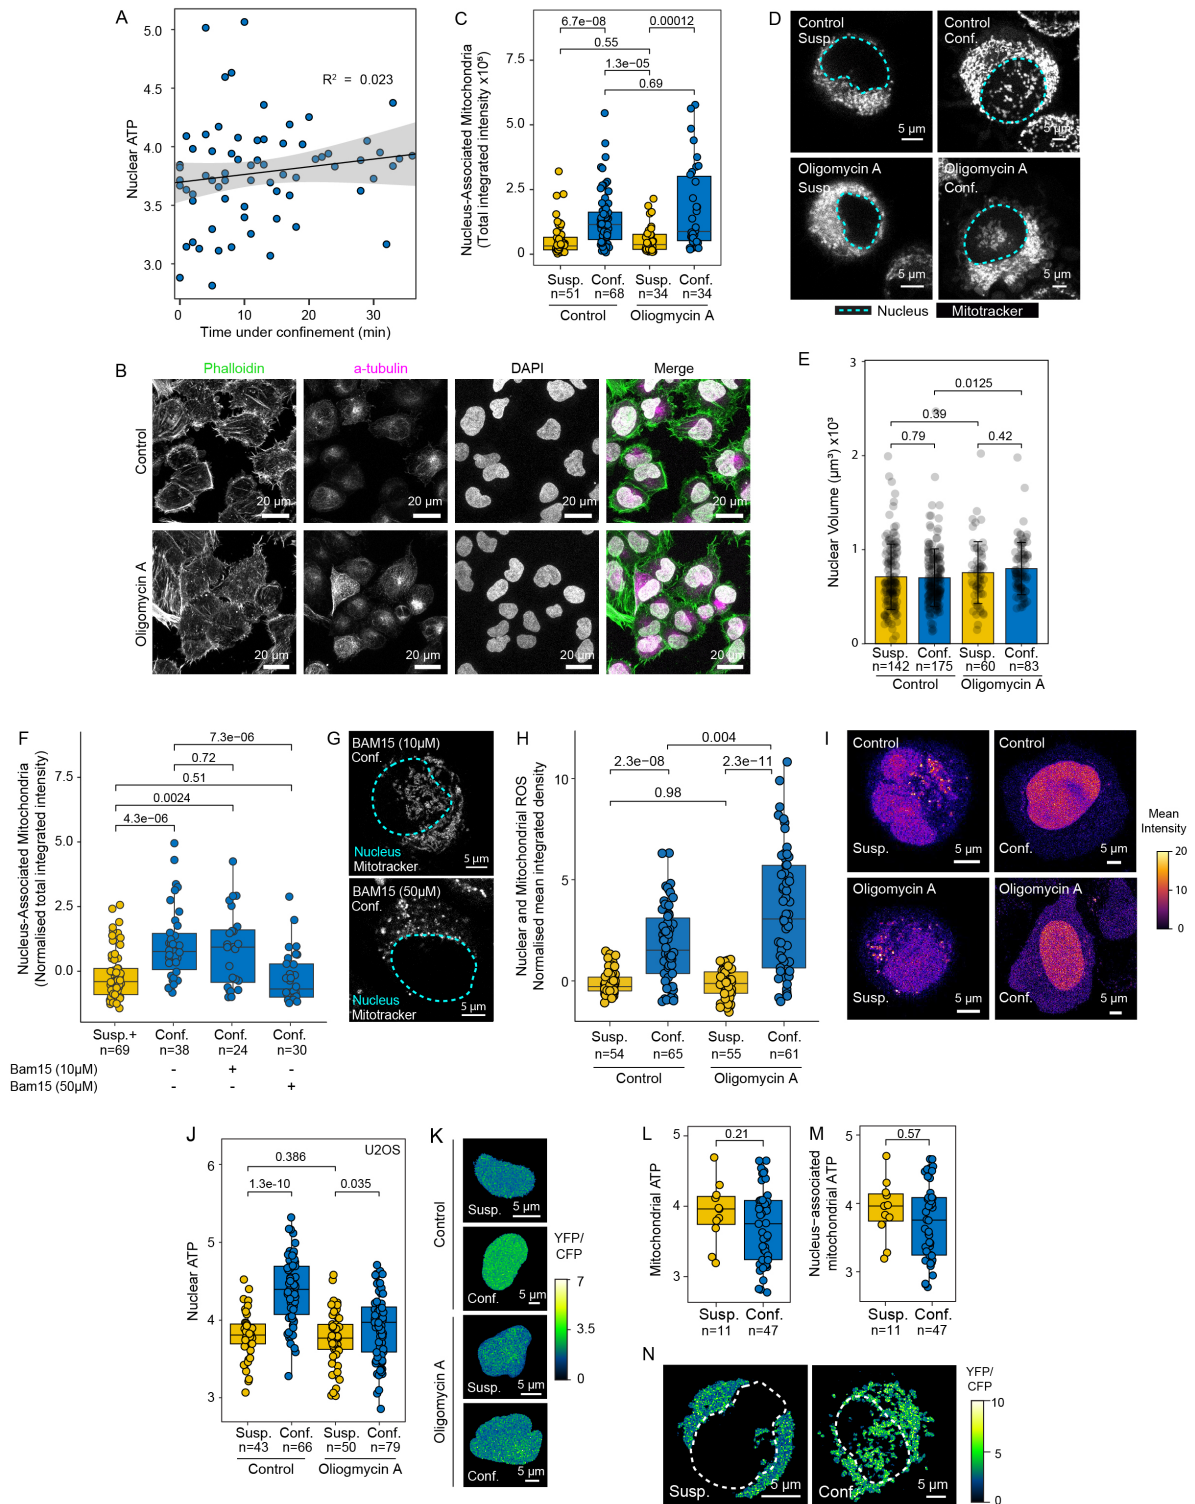 A
Nuclear ATP
5.0
4.5
4.0
3.5
3.0
R² = 0.023
0 10 20 30
Time under confinement (min)
C
Nucleus-Associated Mitochondria
(Total integrated intensity x10⁵)
7.5
5.0
2.5
0
6.7e-08 0.00012
0.55
1.3e-05
0.69
Susp. Conf. Susp. Conf.
n=51 n=68 n=34 n=34
Control Oliogmycin A
D
Control
Susp.
5 µm
Control
Conf.
5 µm
Oligomycin A
Susp.
5 µm
Oligomycin A
Conf.
5 µm
Nucleus Mitotracker
B
Phalloidin a-tubulin DAPI Merge
Control
20 µm 20 µm 20 µm 20 µm
Oligomycin A
20 µm 20 µm 20 µm 20 µm
E
Nuclear Volume (µm³) x10³
3
2
1
0
0.0125
0.39
0.79 0.42
Susp. Conf. Susp. Conf.
n=142 n=175 n=60 n=83
Control Oligomycin A
F
Nucleus-Associated Mitochondria
(Normalised total integrated intensity)
7.5
5.0
2.5
0.0
7.3e−06
0.72
0.51
0.0024
4.3e−06
Susp.+ Conf. Conf. Conf.
n=69 n=38 n=24 n=30
Bam15 (10µM) - + -
Bam15 (50µM) - - +
G
BAM15 (10µM)
Conf.
Nucleus
Mitotracker
5 µm
BAM15 (50µM)
Conf.
Nucleus
Mitotracker
5 µm
H
Nuclear and Mitochondrial ROS
Normalised mean integrated density
10
5
0
0.004
2.3e−08 2.3e−11
0.98
Susp. Conf. Susp. Conf.
n=54 n=65 n=55 n=61
Control Oligomycin A
I
Control
Susp.
5 µm
Control
Conf.
5 µm
Oligomycin A
Susp.
5 µm
Oligomycin A
Conf.
5 µm
Mean
Intensity
20
10
0
J
U2OS
Nuclear ATP
6
5
4
3
0.386
1.3e-10 0.035
Susp. Conf. Susp. Conf.
n=43 n=66 n=50 n=79
Control Oliogmycin A
K
Control
Susp.
5 µm
Conf.
5 µm
Oligomycin A
Susp.
5 µm
Conf.
5 µm
YFP/
CFP
7
3.5
0
L
Mitochondrial ATP
5
4
3
0.21
Susp. Conf.
n=11 n=47
M
Nucleus−associated
mitochondrial ATP
5
4
3
0.57
Susp. Conf.
n=11 n=47
N
Susp.
5 µm
Conf.
5 µm
YFP/
CFP
10
5
0